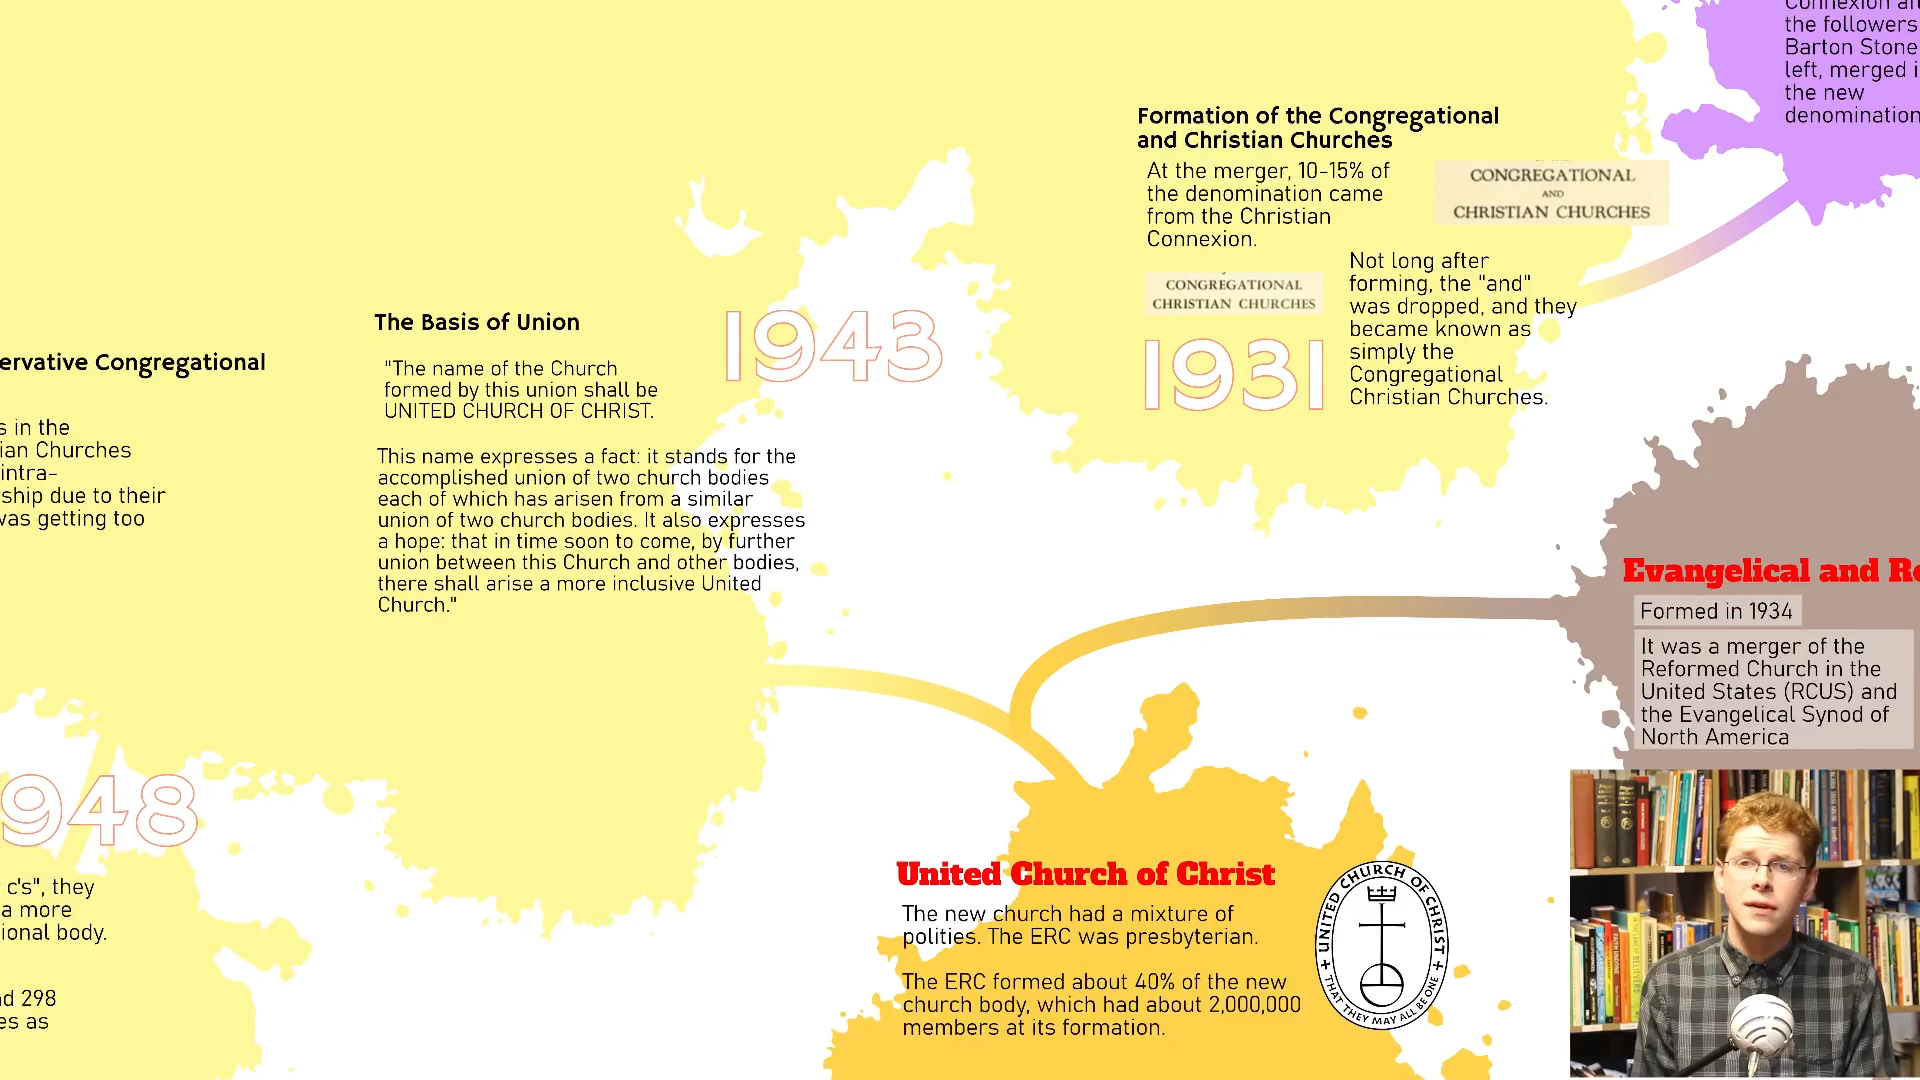 Connexion
the followers
Barton Stone
left, merged
the new
denomination
Formation of the Congregational
and Christian Churches
At the merger, 10-15% of
the denomination came
from the Christian
Connexion.
CONGREGATIONAL
AND
CHRISTIAN CHURCHES
Not long after
forming, the "and"
was dropped, and they
became known as
simply the
Congregational
Christian Churches.
CONGREGATIONAL
CHRISTIAN CHURCHES
1931
1943
The Basis of Union
"The name of the Church
formed by this union shall be
UNITED CHURCH OF CHRIST.
This name expresses a fact: it stands for the
accomplished union of two church bodies
each of which has arisen from a similar
union of two church bodies. It also expresses
a hope: that in time soon to come, by further
union between this Church and other bodies,
there shall arise a more inclusive United
Church."
ervative Congregational
s in the
ian Churches
intra-
ship due to their
was getting too
948
c's", they
a more
ional body.
nd 298
es as
Evangelical and Re
Formed in 1934
It was a merger of the
Reformed Church in the
United States (RCUS) and
the Evangelical Synod of
North America
United Church of Christ
The new church had a mixture of
polities. The ERC was presbyterian.
The ERC formed about 40% of the new
church body, which had about 2,000,000
members at its formation.
UNITED CHURCH OF CHRIST
THAT THEY MAY ALL BE ONE